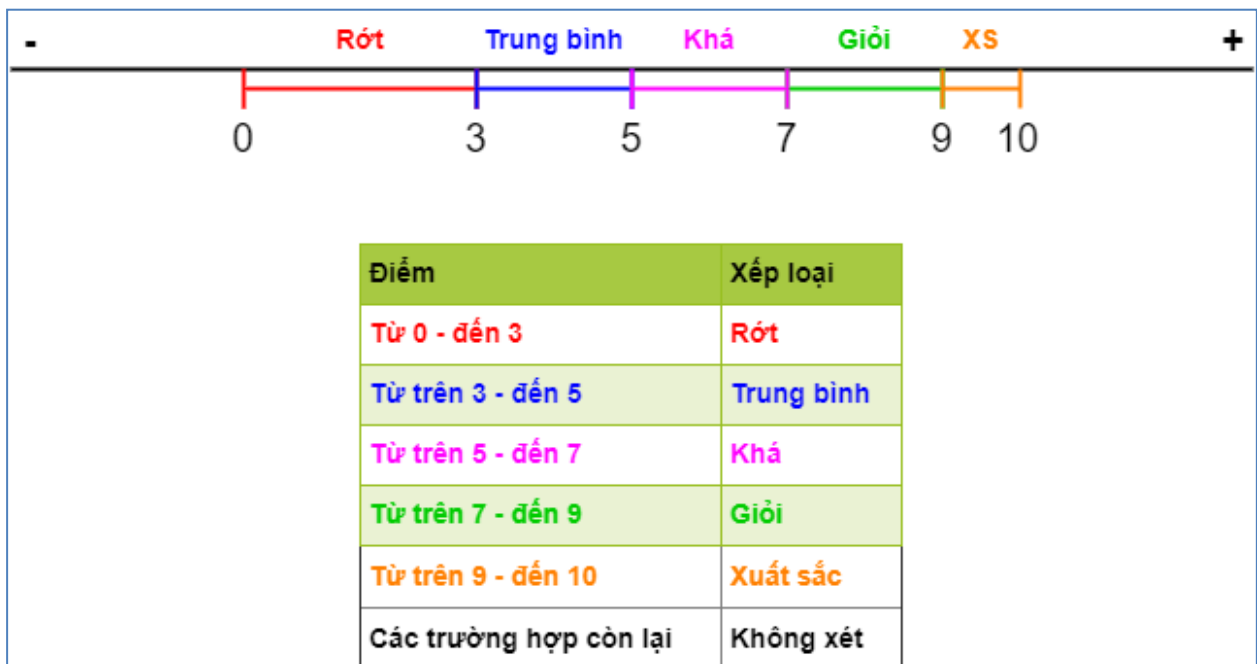 - Rớt Trung bình Khá Giỏi XS +
0 3 5 7 9 10
Điểm Xếp loại
Từ 0 - đến 3 Rớt
Từ trên 3 - đến 5 Trung bình
Từ trên 5 - đến 7 Khá
Từ trên 7 - đến 9 Giỏi
Từ trên 9 - đến 10 Xuất sắc
Các trường hợp còn lại Không xét